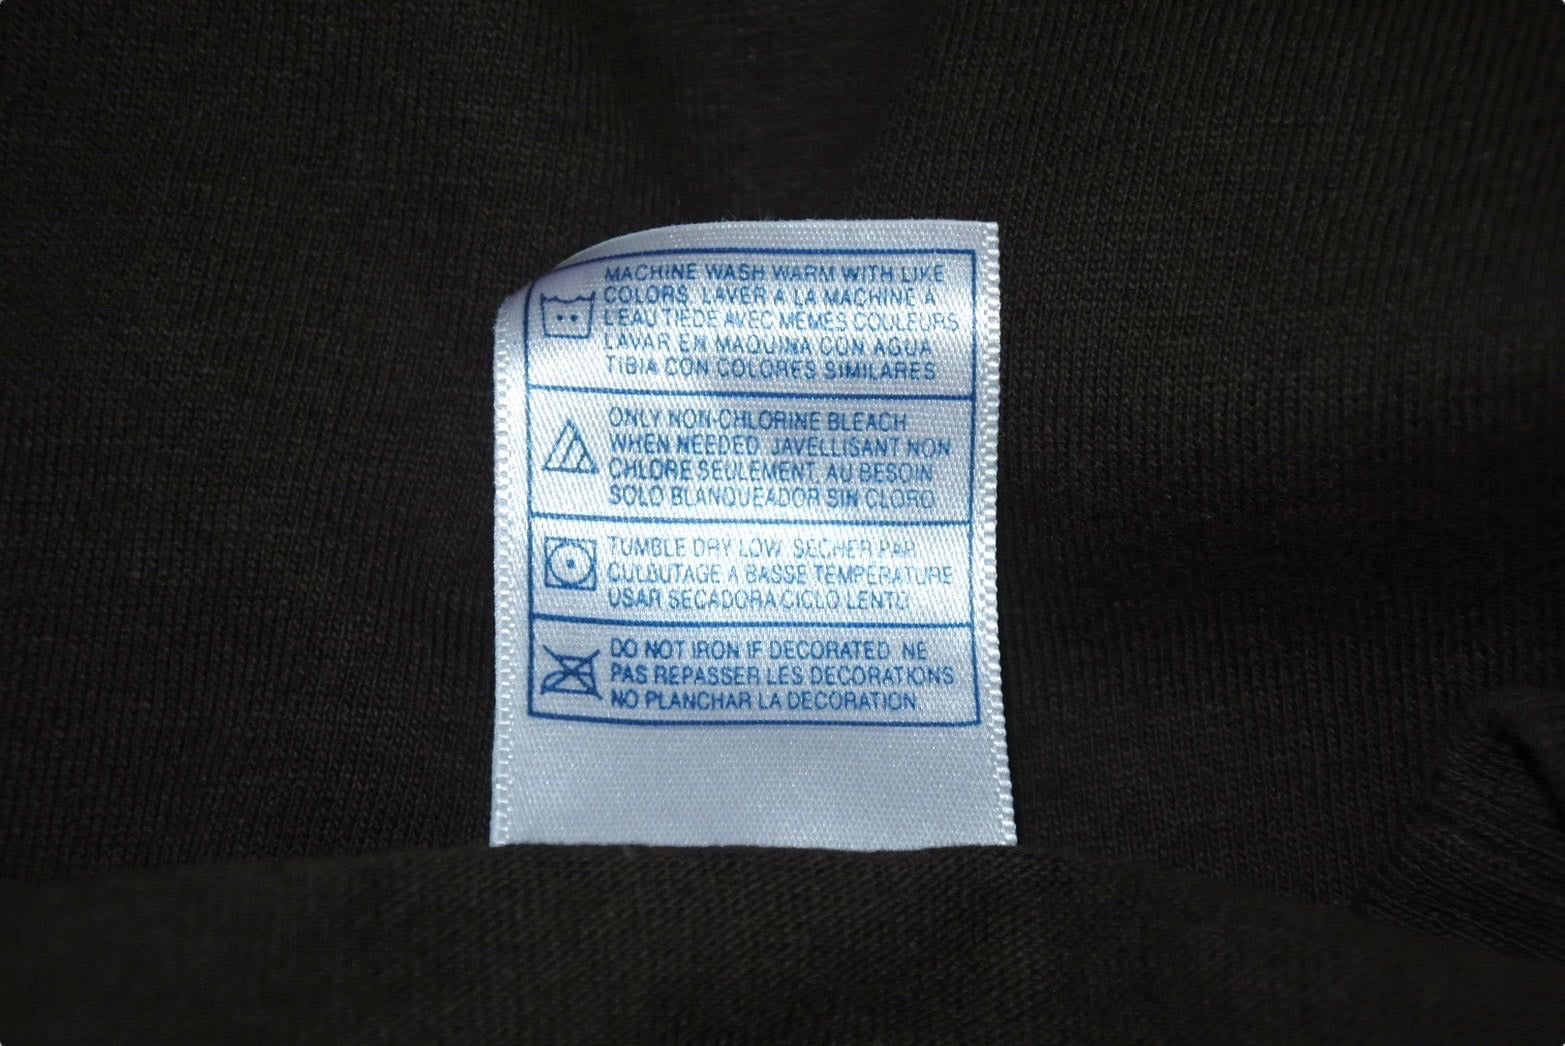 MACHINE WASH WARM WITH LIKE
COLORS LAVER A LA MACHINE A
L'EAU TIEDE AVEC MEMES COULEURS
LAVAR EN MAQUINA CON AGUA
TIBIA CON COLORES SIMILARES
ONLY NON-CHLORINE BLEACH
WHEN NEEDED JAVELLISANT NON
CHLORE SEULEMENT AU BESOIN
SOLO BLANQUEADOR SIN CLORO
TUMBLE DRY LOW SECHER PAR
CULBUTAGE A BASSE TEMPERATURE
USAR SECADORA CICLO LENTO
DO NOT IRON IF DECORATED NE
PAS REPASSER LES DECORATIONS
NO PLANCHAR LA DECORATION